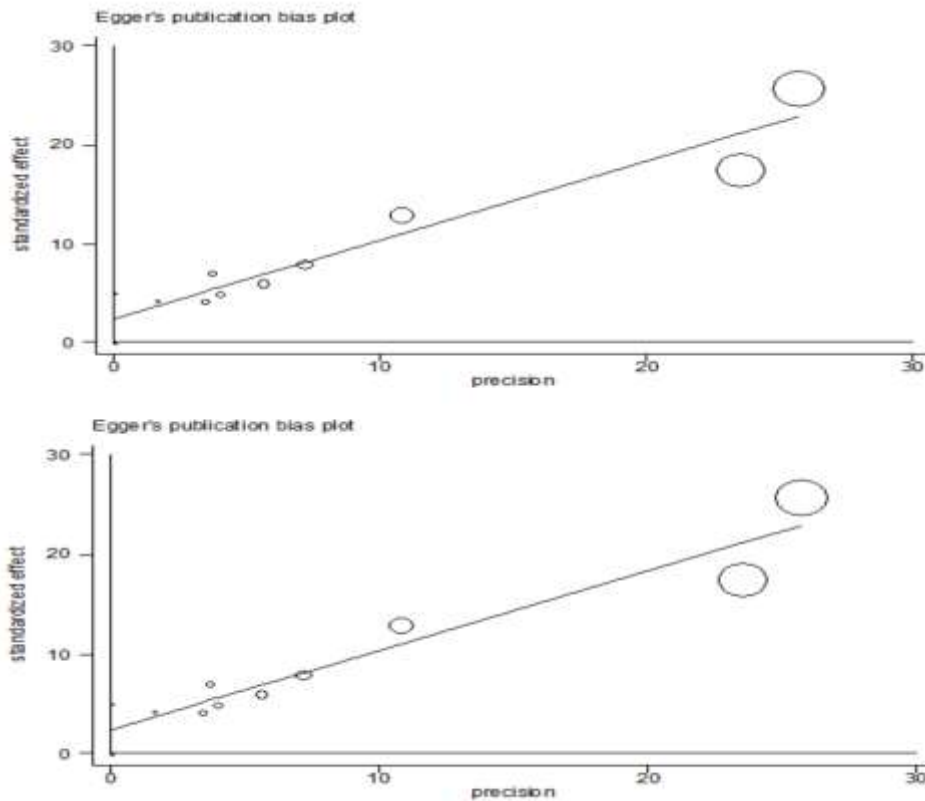 Egger's publication bias plot
30
20
10
0
standardized effect
0 10 20 30
precision
Egger's publication bias plot
30
20
10
0
standardized effect
0 10 20 30
precision